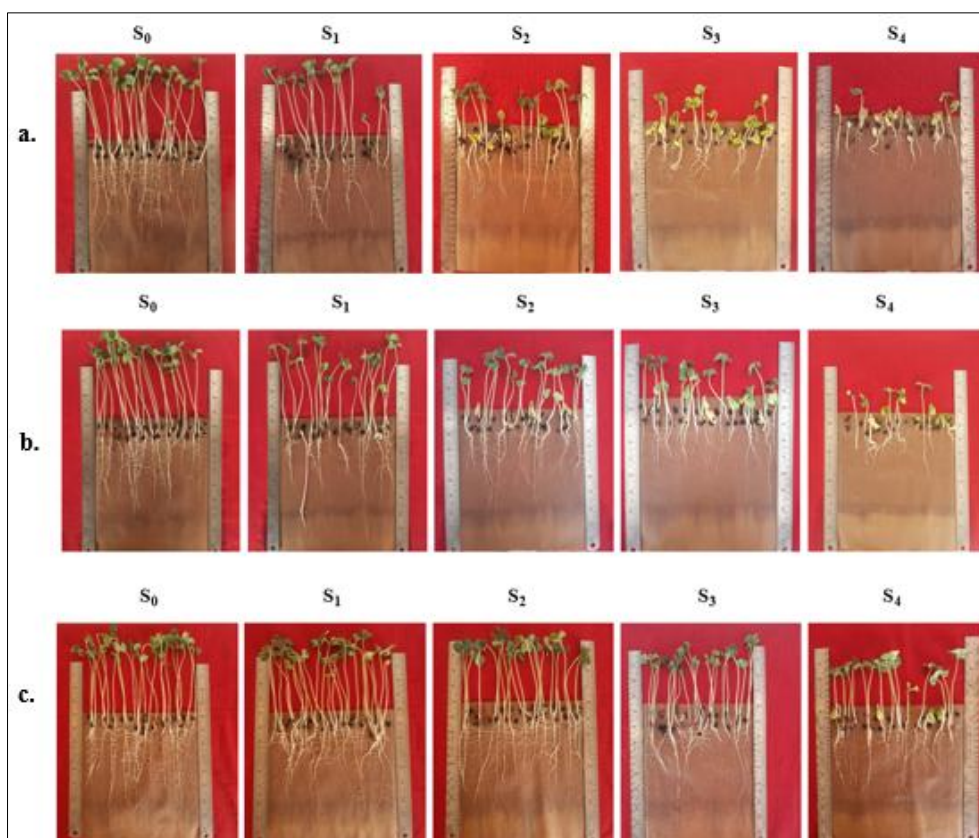 S₀ S₁ S₂ S₃ S₄
a.
S₀ S₁ S₂ S₃ S₄
b.
S₀ S₁ S₂ S₃ S₄
c.